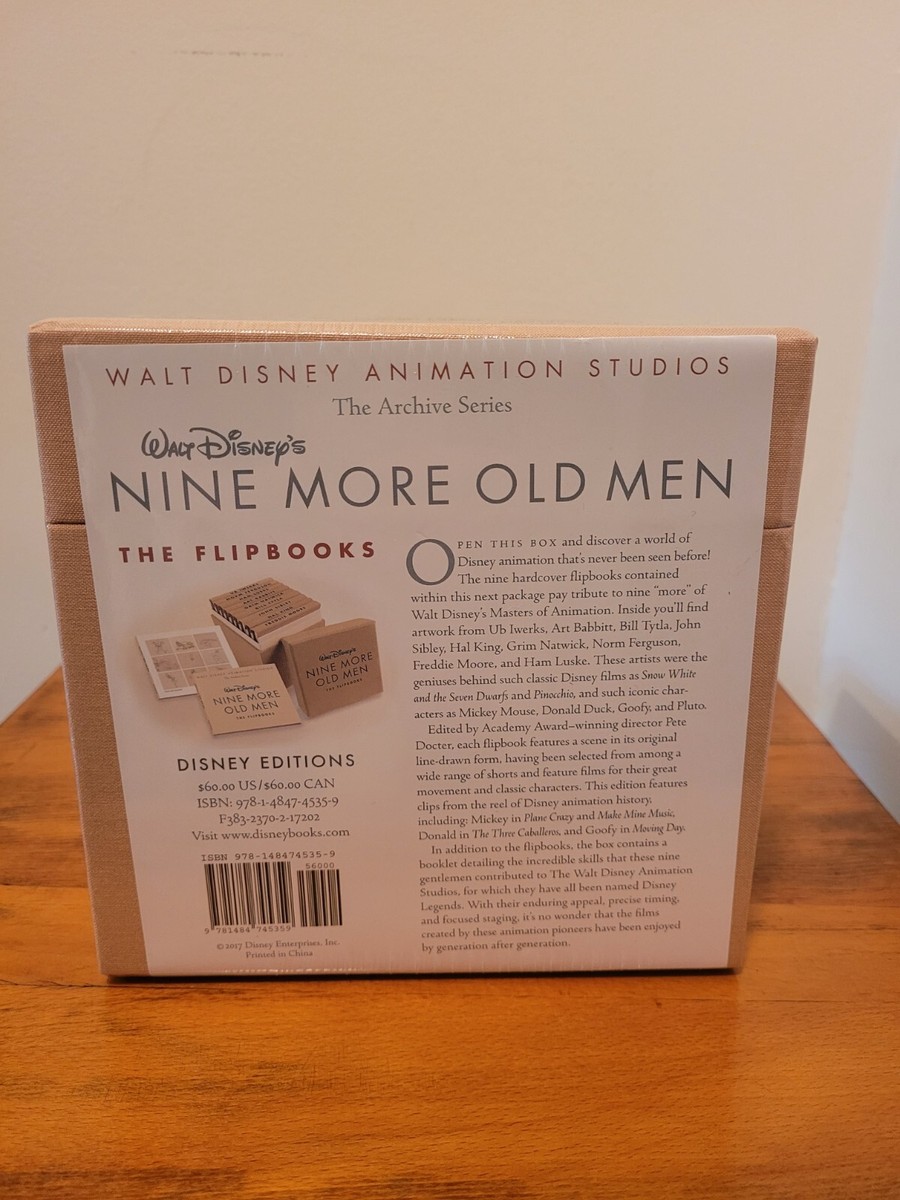 WALT DISNEY ANIMATION STUDIOS
The Archive Series
WALT DISNEY'S
NINE MORE OLD MEN
THE FLIPBOOKS
WALT DISNEY'S
NINE MORE
OLD MEN
THE FLIPBOOKS
WALT DISNEY'S
NINE MORE
OLD MEN
THE FLIPBOOKS
DISNEY EDITIONS
$60.00 US/$60.00 CAN
ISBN: 978-1-4847-4535-9
F383-2370-2-17202
Visit www.disneybooks.com
ISBN 978-148474535-9
56000
9 781484 745359
©2017 Disney Enterprises, Inc.
Printed in China
OPEN THIS BOX and discover a world of
Disney animation that's never been seen before!
The nine hardcover flipbooks contained
within this next package pay tribute to nine "more" of
Walt Disney's Masters of Animation. Inside you'll find
artwork from Ub Iwerks, Art Babbitt, Bill Tytla, John
Sibley, Hal King, Grim Natwick, Norm Ferguson,
Freddie Moore, and Ham Luske. These artists were the
geniuses behind such classic Disney films as Snow White
and the Seven Dwarfs and Pinocchio, and such iconic char-
acters as Mickey Mouse, Donald Duck, Goofy, and Pluto.
Edited by Academy Award–winning director Pete
Docter, each flipbook features a scene in its original
line-drawn form, having been selected from among a
wide range of shorts and feature films for their great
movement and classic characters. This edition features
clips from the reel of Disney animation history,
including: Mickey in Plane Crazy and Make Mine Music,
Donald in The Three Caballeros, and Goofy in Moving Day.
In addition to the flipbooks, the box contains a
booklet detailing the incredible skills that these nine
gentlemen contributed to The Walt Disney Animation
Studios, for which they have all been named Disney
Legends. With their enduring appeal, precise timing,
and focused staging, it's no wonder that the films
created by these animation pioneers have been enjoyed
by generation after generation.